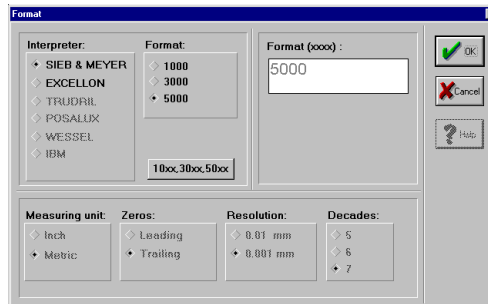 Format
Interpreter:
SIEB & MEYER
EXCELLON
TRUDRIL
POSALUX
WESSEL
IBM
Format:
1000
3000
5000
10xx,30xx,50xx
Format (xxxx) :
5000
OK
Cancel
Help
Measuring unit:
Inch
Metric
Zeros:
Leading
Trailing
Resolution:
0.01 mm
0.001 mm
Decades:
5
6
7